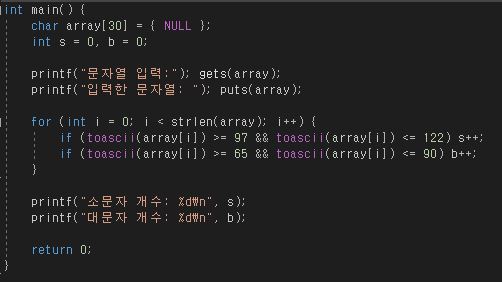 int main() {
char array[30] = { NULL };
int s = 0, b = 0;
printf("문자열 입력:"); gets(array);
printf("입력한 문자열: "); puts(array);
for (int i = 0; i < strlen(array); i++) {
if (toascii(array[i]) >= 97 && toascii(array[i]) <= 122) s++;
if (toascii(array[i]) >= 65 && toascii(array[i]) <= 90) b++;
}
printf("소문자 개수: %d₩n", s);
printf("대문자 개수: %d₩n", b);
return 0;
}